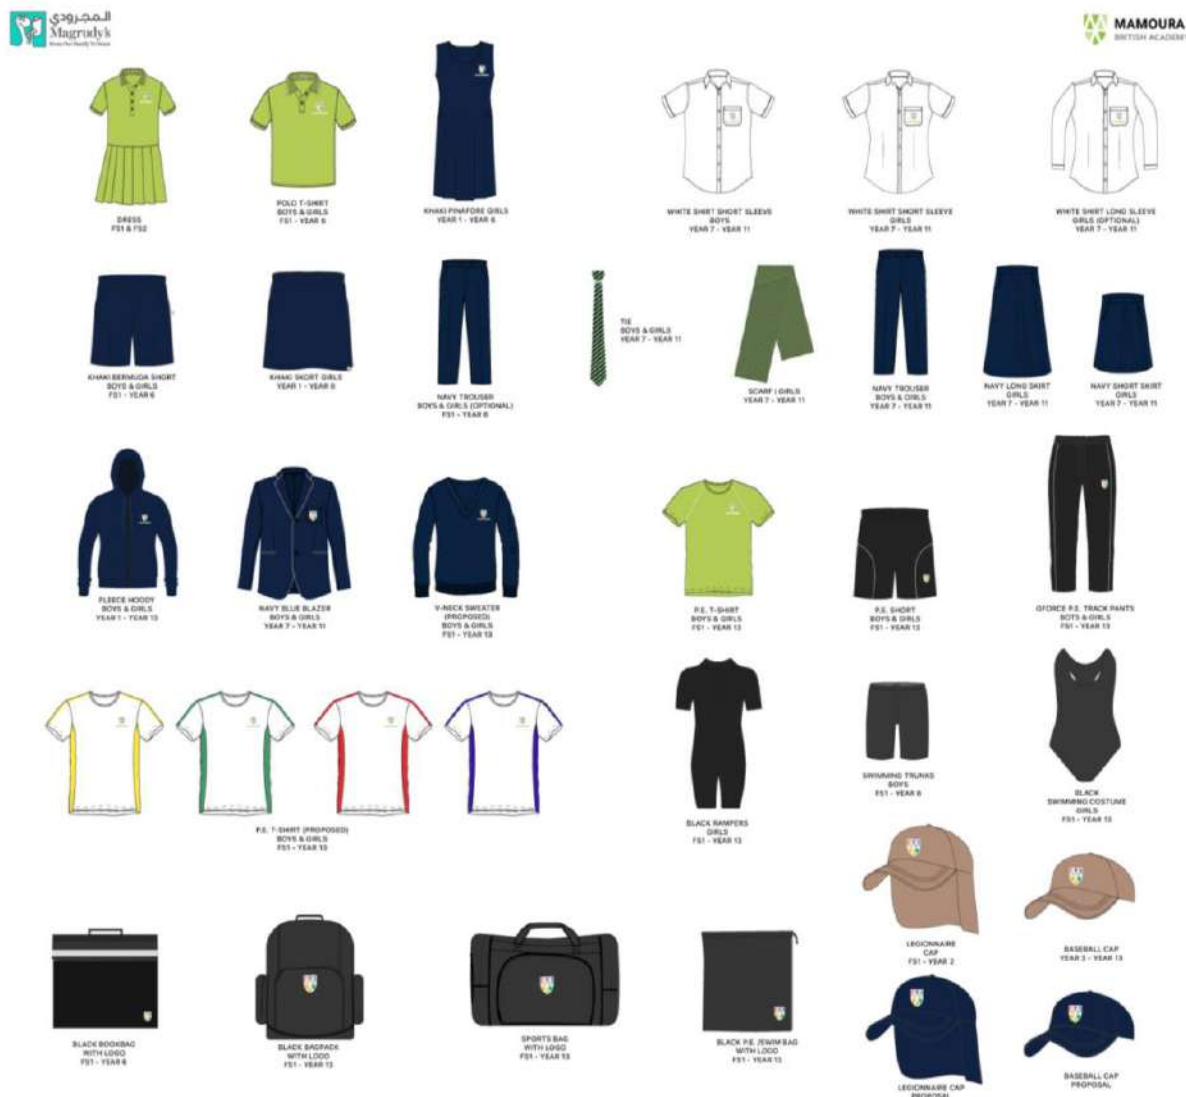 المجرودي
Magrudy's
MAMOURA
BRITISH ACADEMY
DRESS
FS1 & FS2
POLO T-SHIRT
BOYS & GIRLS
FS1 - YEAR 6
KHAKI PINAFORE GIRLS
YEAR 1 - YEAR 6
WHITE SHIRT SHORT SLEEVE
BOYS
YEAR 7 - YEAR 11
WHITE SHIRT SHORT SLEEVE
GIRLS
YEAR 7 - YEAR 11
WHITE SHIRT LONG SLEEVE
GIRLS (OPTIONAL)
YEAR 7 - YEAR 11
KHAKI BERMUDA SHORT
BOYS & GIRLS
FS1 - YEAR 6
KHAKI SKORT GIRLS
YEAR 1 - YEAR 6
NAVY TROUSER
BOYS & GIRLS (OPTIONAL)
FS1 - YEAR 6
TIE
BOYS & GIRLS
YEAR 7 - YEAR 11
SCARF | GIRLS
YEAR 7 - YEAR 11
NAVY TROUSER
BOYS & GIRLS
YEAR 7 - YEAR 11
NAVY LONG SKIRT
GIRLS
YEAR 7 - YEAR 11
NAVY SHORT SKIRT
GIRLS
YEAR 7 - YEAR 11
FLEECE HOODY
BOYS & GIRLS
YEAR 1 - YEAR 13
NAVY BLUE BLAZER
BOYS & GIRLS
YEAR 7 - YEAR 11
V-NECK SWEATER
(PROPOSED)
BOYS & GIRLS
FS1 - YEAR 13
P.E. T-SHIRT
BOYS & GIRLS
FS1 - YEAR 13
P.E. SHORT
BOYS & GIRLS
FS1 - YEAR 13
GFORCE P.E. TRACK PANTS
BOTS & GIRLS
FS1 - YEAR 13
P.E. T-SHIRT (PROPOSED)
BOYS & GIRLS
FS1 - YEAR 13
BLACK RAMPERS
GIRLS
FS1 - YEAR 13
SWIMMING TRUNKS
BOYS
FS1 - YEAR 6
BLACK
SWIMMING COSTUME
GIRLS
FS1 - YEAR 13
LEGIONNAIRE
CAP
FS1 - YEAR 2
BASEBALL CAP
YEAR 3 - YEAR 13
BLACK BOOKBAG
WITH LOGO
FS1 - YEAR 6
BLACK BAGPACK
WITH LOGO
FS1 - YEAR 13
SPORTS BAG
WITH LOGO
FS1 - YEAR 13
BLACK P.E. /SWIM BAG
WITH LOGO
FS1 - YEAR 13
LEGIONNAIRE CAP
PROPOSAL
BASEBALL CAP
PROPOSAL